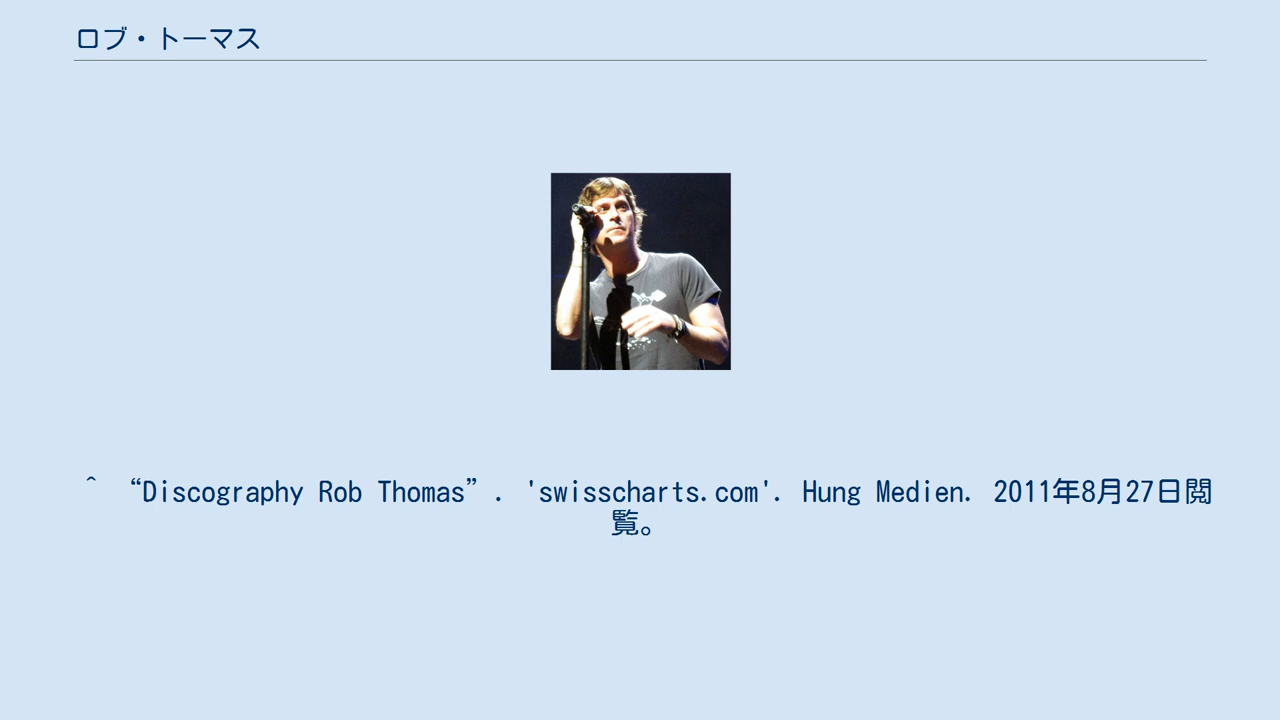 ロブ・トーマス
^ “Discography Rob Thomas”. 'swisscharts.com'. Hung Medien. 2011年8月27日閲
覧。